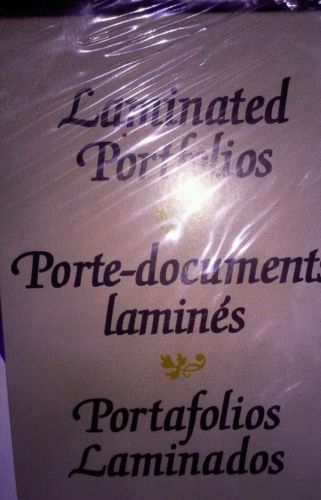 Laminated
Portfolios
Porte-documents
laminés
Portafolios
Laminados